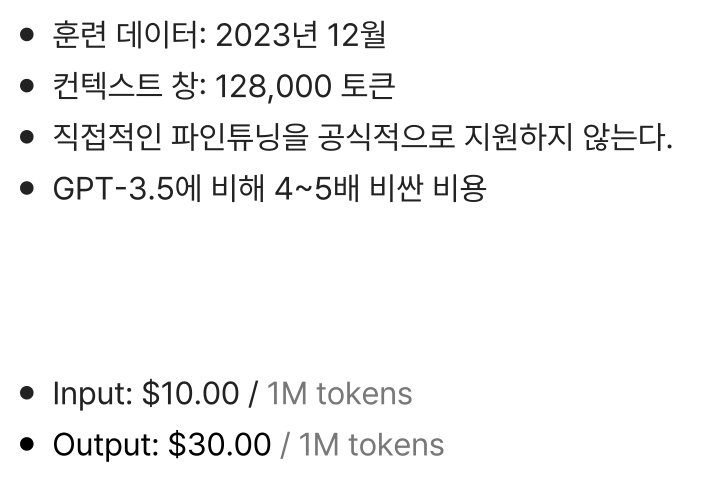 • 훈련 데이터: 2023년 12월
• 컨텍스트 창: 128,000 토큰
• 직접적인 파인튜닝을 공식적으로 지원하지 않는다.
• GPT-3.5에 비해 4~5배 비싼 비용
• Input: $10.00 / 1M tokens
• Output: $30.00 / 1M tokens